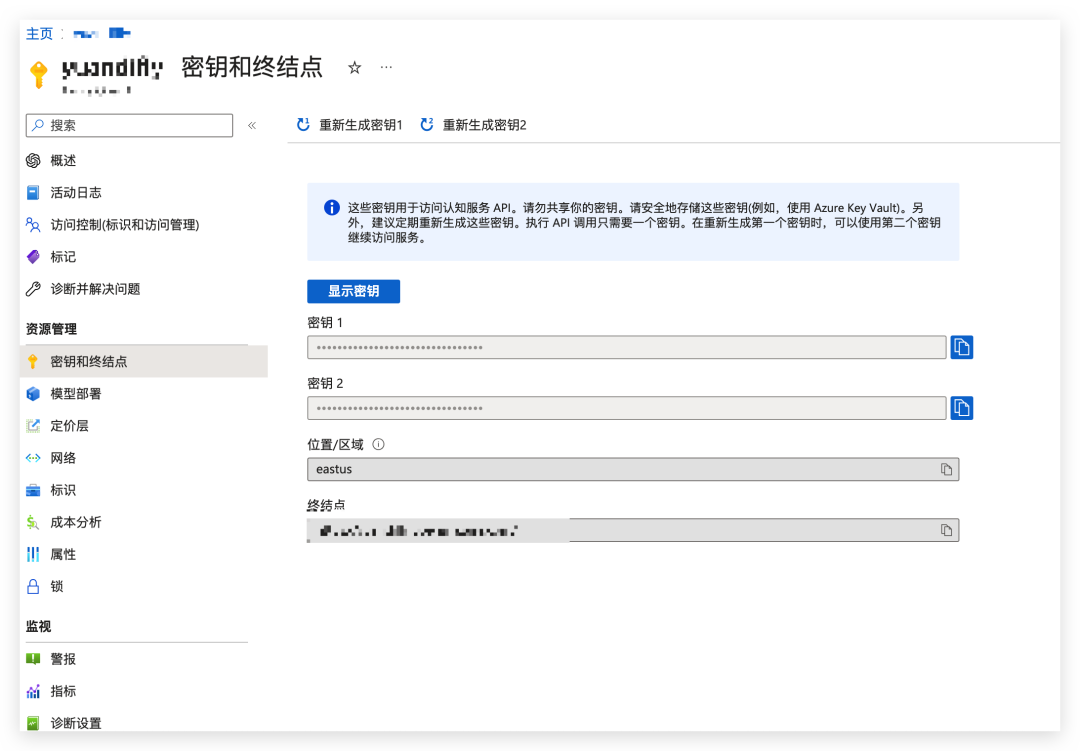 主页
密钥和终结点
搜索
«
重新生成密钥1
重新生成密钥2
概述
活动日志
访问控制(标识和访问管理)
标记
诊断并解决问题
资源管理
密钥和终结点
模型部署
定价层
网络
标识
成本分析
属性
锁
监视
警报
指标
诊断设置
这些密钥用于访问认知服务 API。请勿共享你的密钥。请安全地存储这些密钥(例如，使用 Azure Key Vault)。另
外，建议定期重新生成这些密钥。执行 API 调用只需要一个密钥。在重新生成第一个密钥时，可以使用第二个密钥
继续访问服务。
显示密钥
密钥 1
密钥 2
位置/区域
eastus
终结点